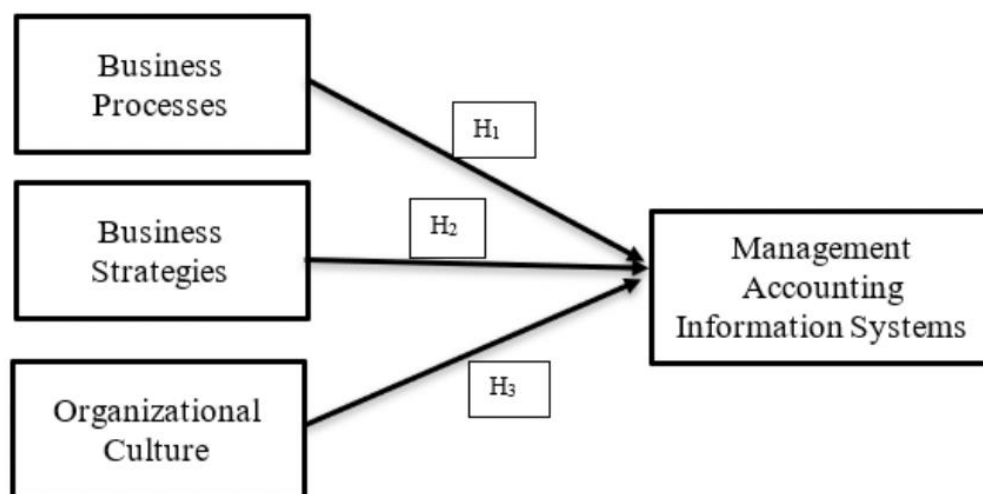 Business
Processes
H₁
Business
Strategies
H₂
Management
Accounting
Information Systems
H₃
Organizational
Culture